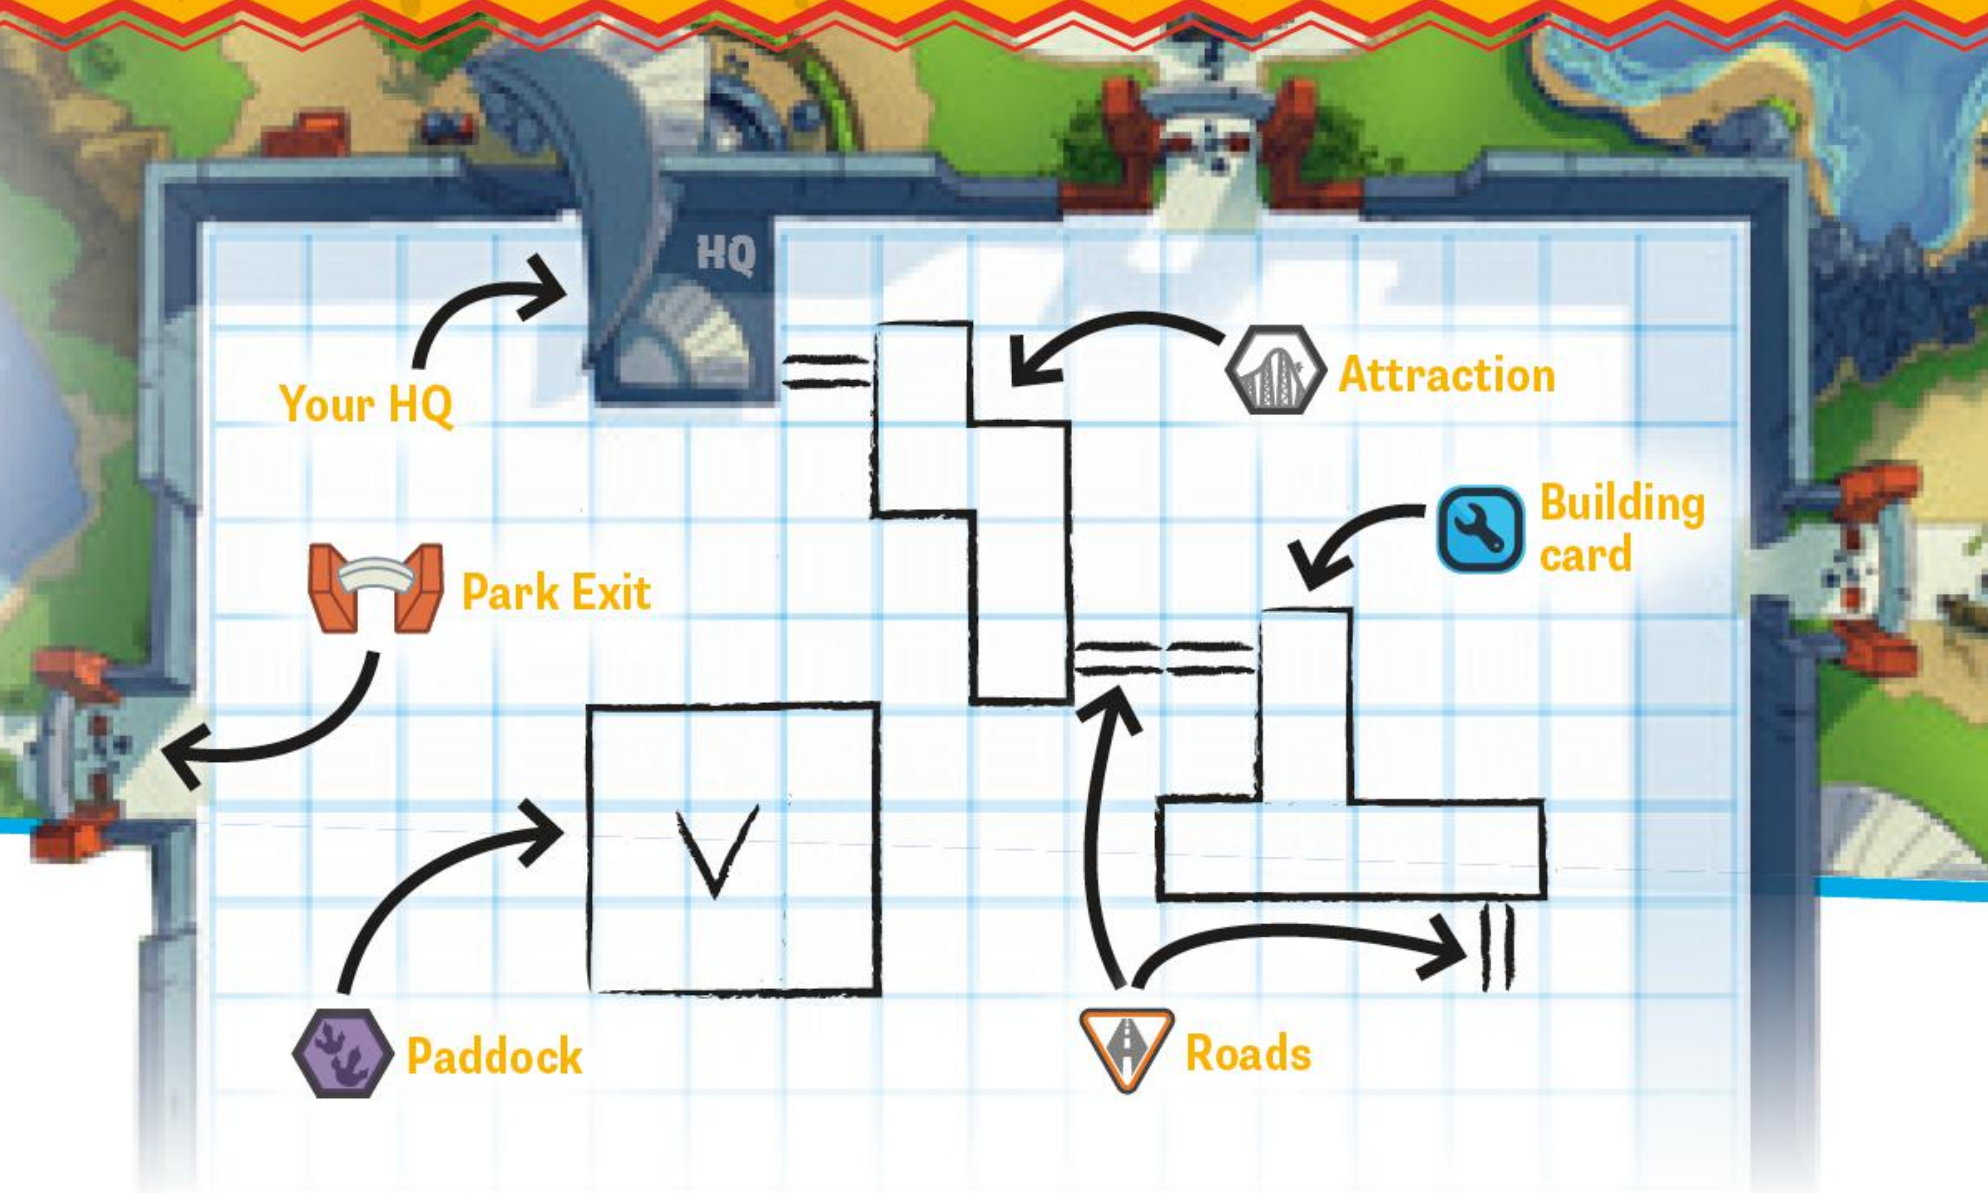 HQ
Your HQ
Attraction
Building
card
Park Exit
V
Paddock
Roads